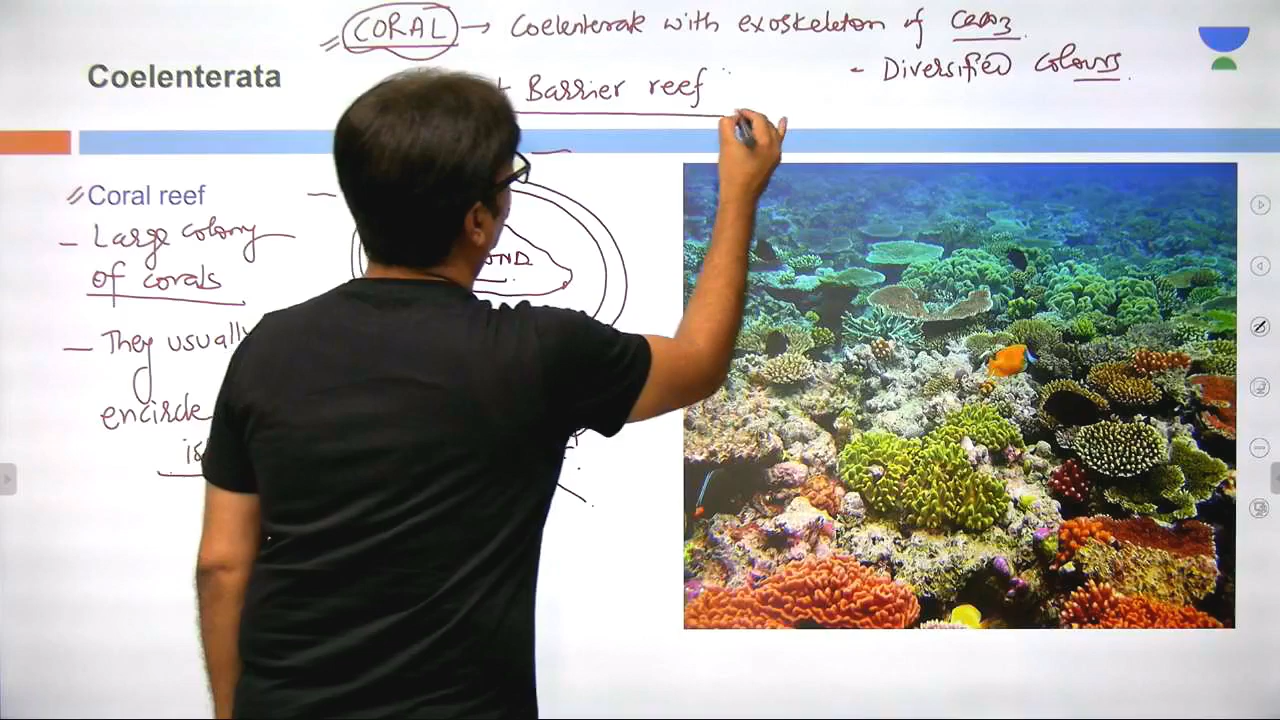 CORAL → Coelenterate with exoskeleton of CaCO3
- Diversified colours
Coelenterata
Barrier reef
Coral reef
- Large colony
of corals
- They usually
encircle